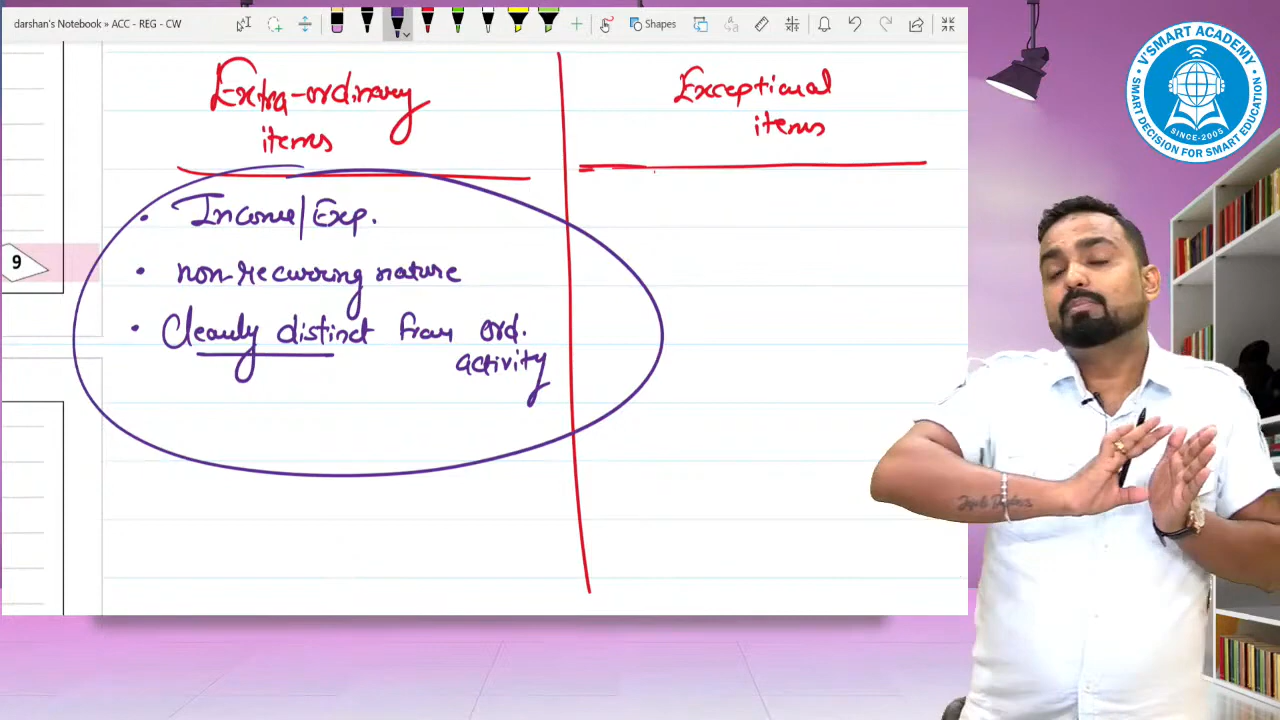 darshan's Notebook » ACC - REG - CW
Shapes
Extra-ordinary
items
Exceptional
items
• Income/Exp.
9
• non-recurring nature
• Clearly distinct from ord.
activity
V'SMART ACADEMY
SINCE-2005
SMART DECISION FOR SMART EDUCATION